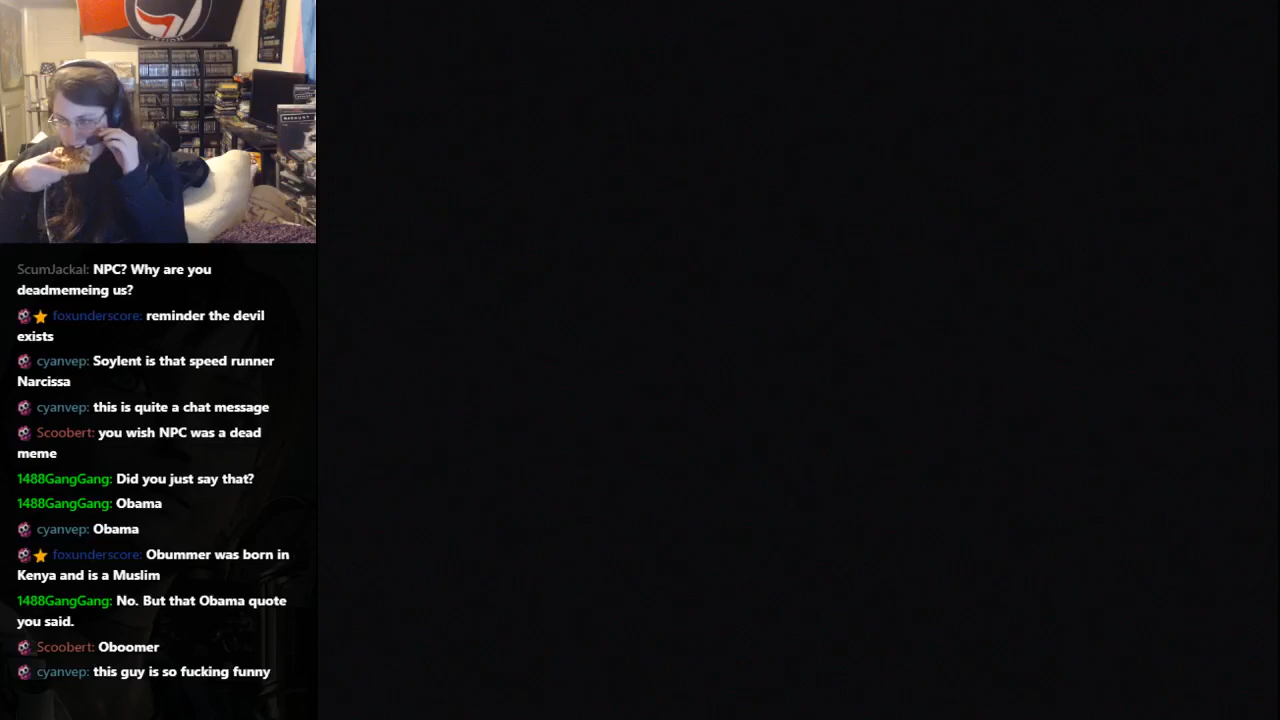 ACTION
MANHUNT
ScumJackal: NPC? Why are you
deadmemeing us?
foxunderscore: reminder the devil
exists
cyanvep: Soylent is that speed runner
Narcissa
cyanvep: this is quite a chat message
Scoobert: you wish NPC was a dead
meme
1488GangGang: Did you just say that?
1488GangGang: Obama
cyanvep: Obama
foxunderscore: Obummer was born in
Kenya and is a Muslim
1488GangGang: No. But that Obama quote
you said.
Scoobert: Oboomer
cyanvep: this guy is so fucking funny